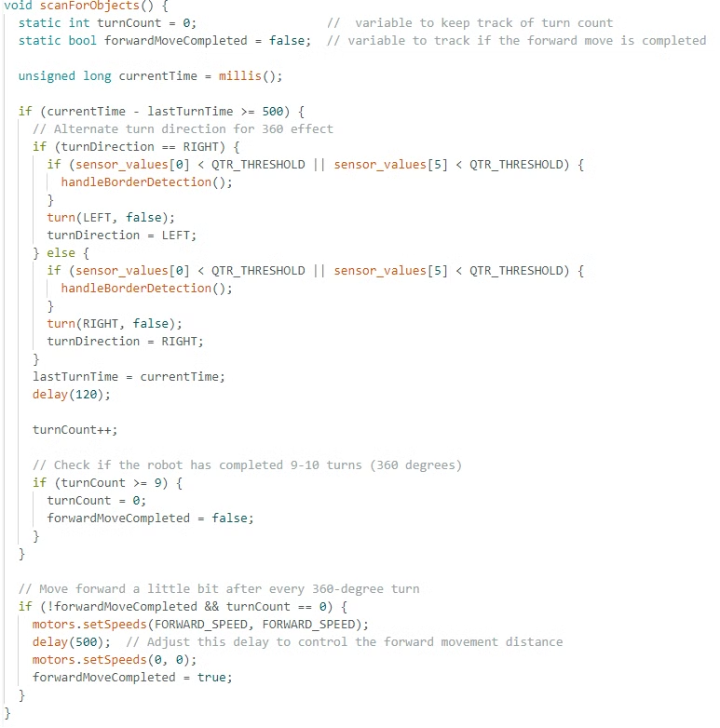 void scanForObjects() {
  static int turnCount = 0;                  //  variable to keep track of turn count
  static bool forwardMoveCompleted = false;  // variable to track if the forward move is completed

  unsigned long currentTime = millis();

  if (currentTime - lastTurnTime >= 500) {
    // Alternate turn direction for 360 effect
    if (turnDirection == RIGHT) {
      if (sensor_values[0] < QTR_THRESHOLD || sensor_values[5] < QTR_THRESHOLD) {
        handleBorderDetection();
      }
      turn(LEFT, false);
      turnDirection = LEFT;
    } else {
      if (sensor_values[0] < QTR_THRESHOLD || sensor_values[5] < QTR_THRESHOLD) {
        handleBorderDetection();
      }
      turn(RIGHT, false);
      turnDirection = RIGHT;
    }
    lastTurnTime = currentTime;
    delay(120);

    turnCount++;

    // Check if the robot has completed 9-10 turns (360 degrees)
    if (turnCount >= 9) {
      turnCount = 0;
      forwardMoveCompleted = false;
    }
  }

  // Move forward a little bit after every 360-degree turn
  if (!forwardMoveCompleted && turnCount == 0) {
    motors.setSpeeds(FORWARD_SPEED, FORWARD_SPEED);
    delay(500);  // Adjust this delay to control the forward movement distance
    motors.setSpeeds(0, 0);
    forwardMoveCompleted = true;
  }
}